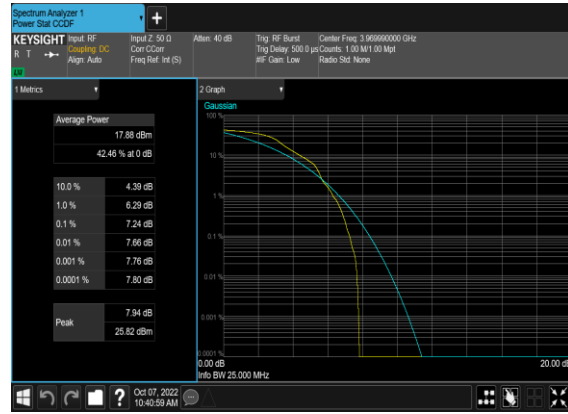 Spectrum Analyzer 1
Power Stat CCDF
+
KEYSIGHT
R T
LXI
Input: RF
Coupling: DC
Align: Auto
Input Z: 50 Ω
Corr CCorr
Freq Ref: Int (S)
Atten: 40 dB
Trig: RF Burst
Trig Delay: 500.0 µs
#IF Gain: Low
Center Freq: 3.969990000 GHz
Counts: 1.00 M/1.00 Mpt
Radio Std: None
1 Metrics
Average Power
17.88 dBm
42.46 % at 0 dB
10.0 % 4.39 dB
1.0 % 6.29 dB
0.1 % 7.24 dB
0.01 % 7.66 dB
0.001 % 7.76 dB
0.0001 % 7.80 dB
Peak
7.94 dB
25.82 dBm
2 Graph
Gaussian
100 %
10 %
1 %
0.1 %
0.01 %
0.001 %
0.0001 %
0.00 dB
20.00 dB
Info BW 25.000 MHz
?
Oct 07, 2022
10:40:59 AM